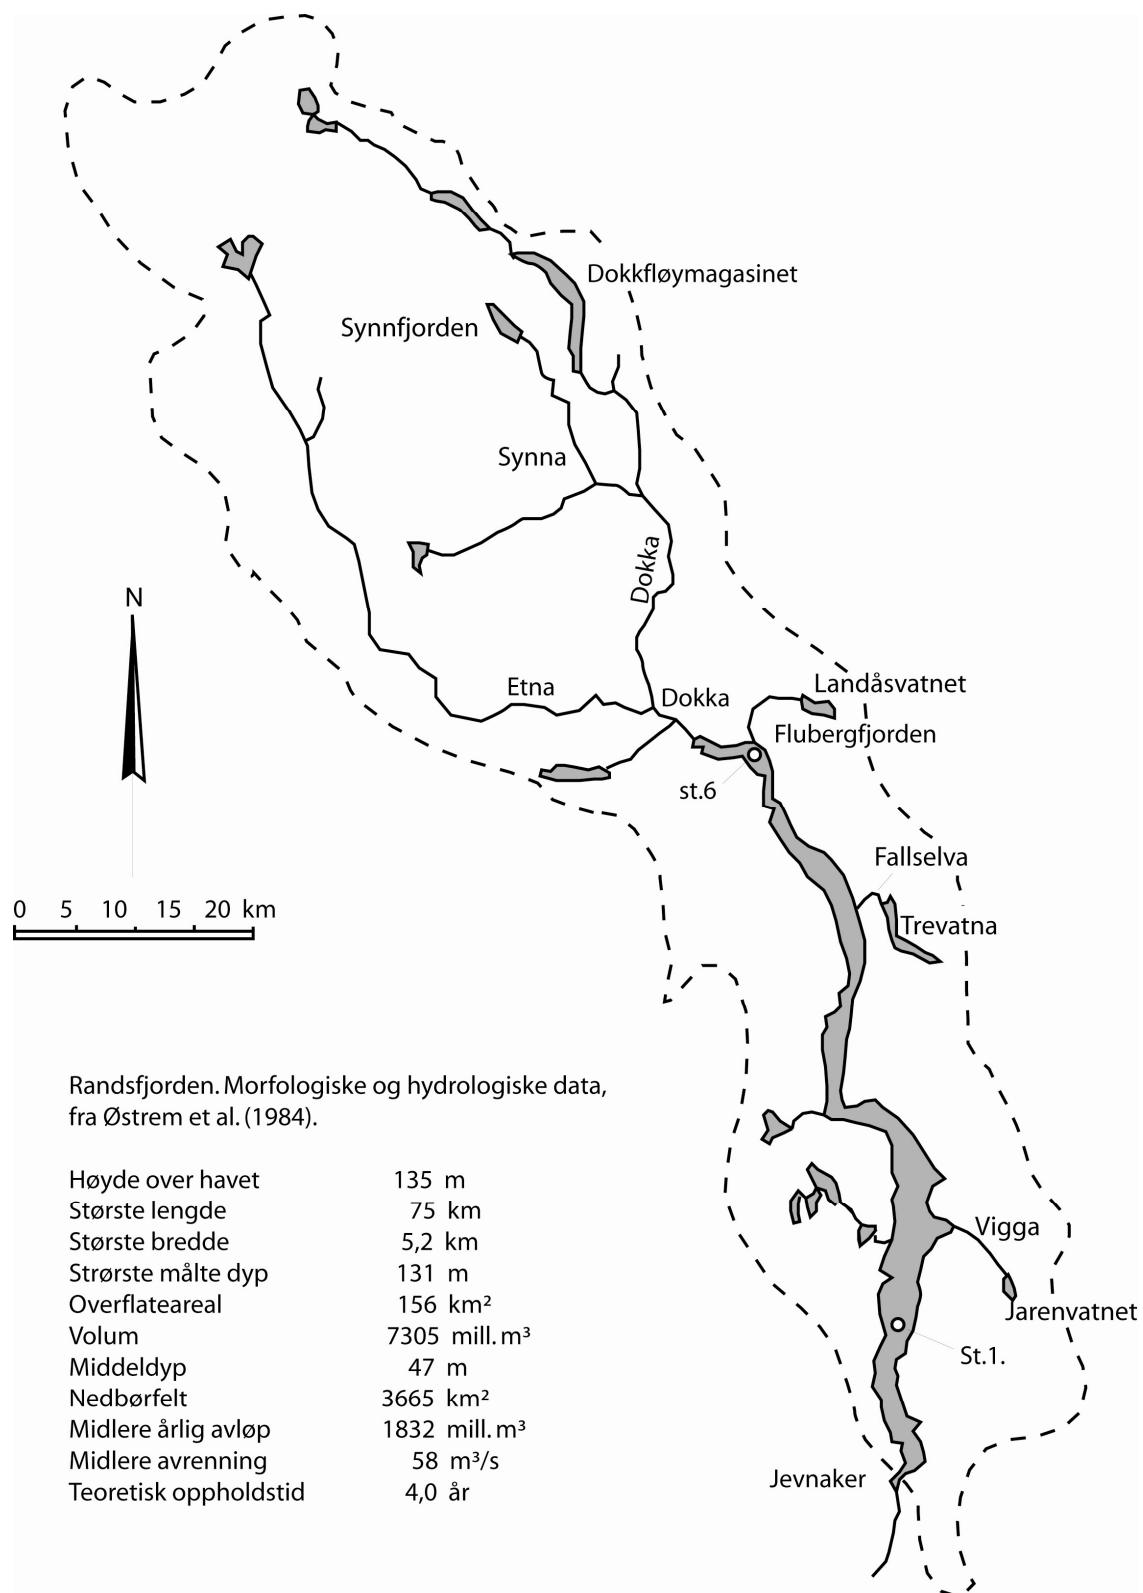 Dokkfløymagasinet
Synnfjorden
Synna
Dokka
N
Etna
Dokka
Landåsvatnet
Flubergfjorden
st.6
Fallselva
0 5 10 15 20 km
Trevatna
Randsfjorden. Morfologiske og hydrologiske data,
fra Østrem et al. (1984).
Høyde over havet 135 m
Største lengde 75 km
Største bredde 5,2 km
Strørste målte dyp 131 m
Overflateareal 156 km²
Volum 7305 mill. m³
Middeldyp 47 m
Nedbørfelt 3665 km²
Midlere årlig avløp 1832 mill. m³
Midlere avrenning 58 m³/s
Teoretisk oppholdstid 4,0 år
Vigga
Jarenvatnet
St.1.
Jevnaker